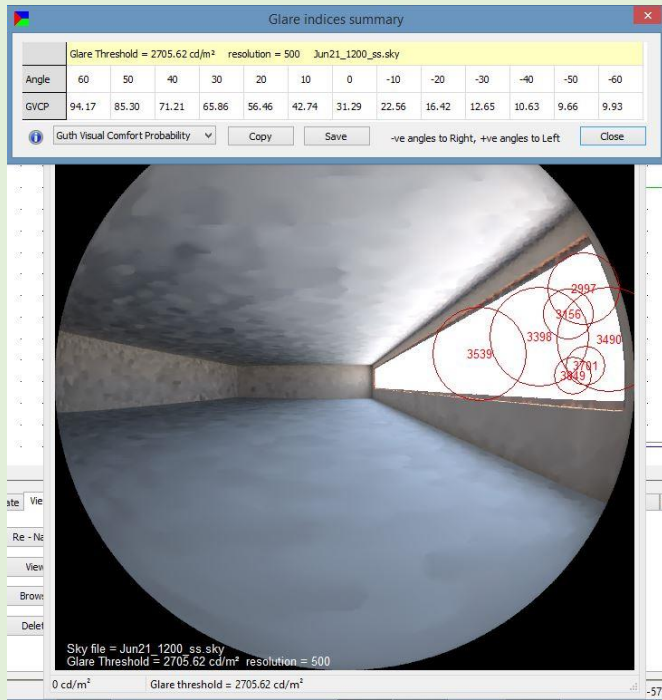 Glare indices summary
Glare Threshold = 2705.62 cd/m² resolution = 500 Jun21_1200_ss.sky
Angle 60 50 40 30 20 10 0 -10 -20 -30 -40 -50 -60
GVCP 94.17 85.30 71.21 65.86 56.46 42.74 31.29 22.56 16.42 12.65 10.63 9.66 9.93
Guth Visual Comfort Probability Copy Save -ve angles to Right, +ve angles to Left Close
2997
3156
3398 3490
3539
3701
Vie
Re - Na
View
Brows
Delet
Sky file = Jun21_1200_ss.sky
Glare Threshold = 2705.62 cd/m² resolution = 500
0 cd/m² Glare threshold = 2705.62 cd/m²
-57